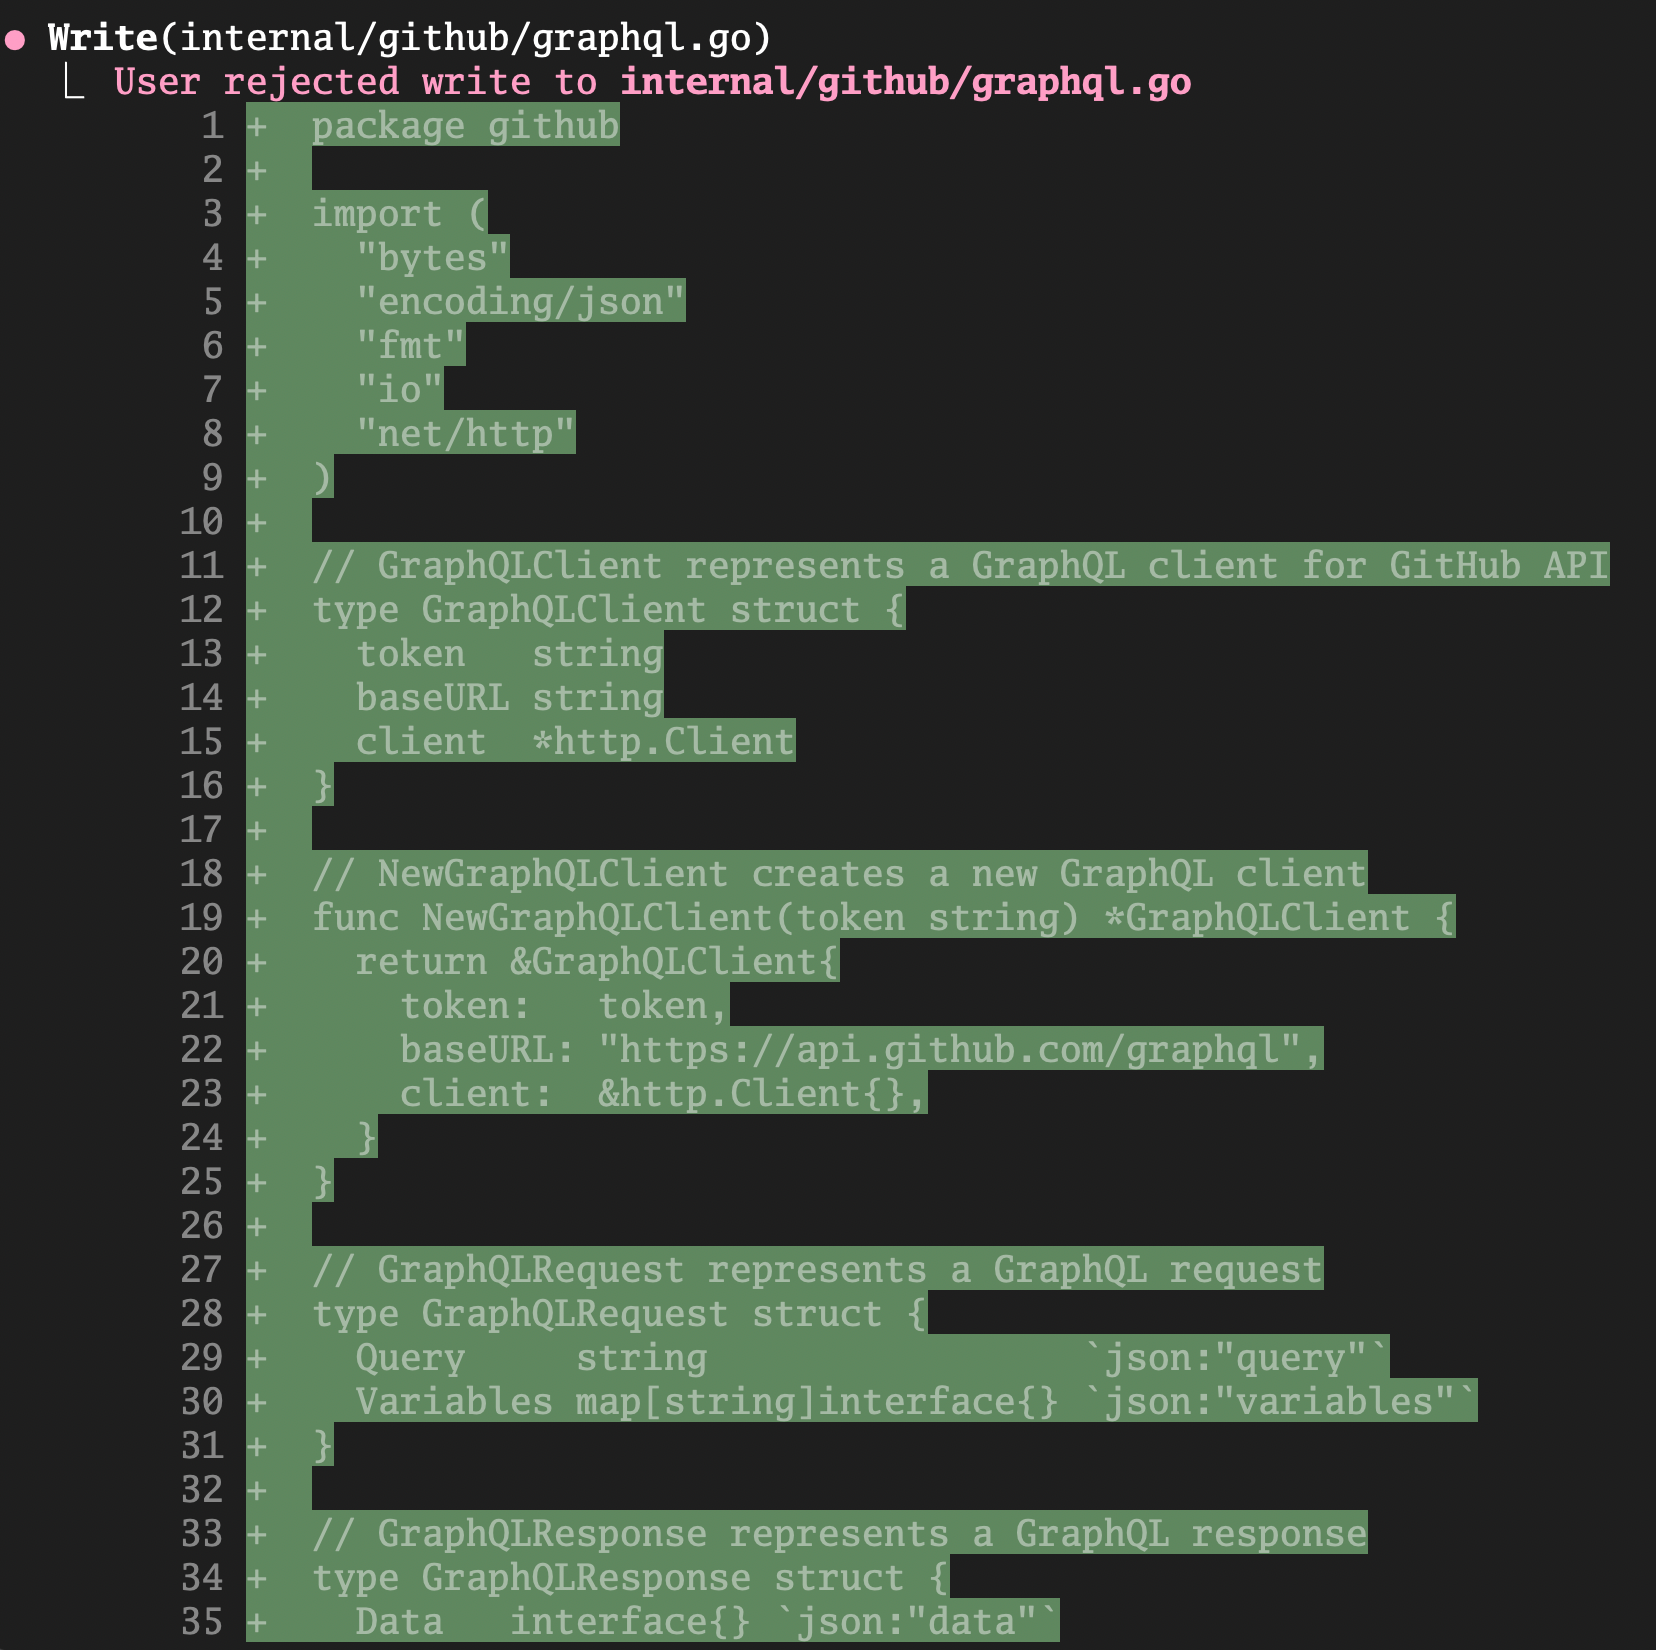 ● Write(internal/github/graphql.go)
⎿ User rejected write to internal/github/graphql.go
1 + package github
2 +
3 + import (
4 +   "bytes"
5 +   "encoding/json"
6 +   "fmt"
7 +   "io"
8 +   "net/http"
9 + )
10 +
11 + // GraphQLClient represents a GraphQL client for GitHub API
12 + type GraphQLClient struct {
13 +   token   string
14 +   baseURL string
15 +   client  *http.Client
16 + }
17 +
18 + // NewGraphQLClient creates a new GraphQL client
19 + func NewGraphQLClient(token string) *GraphQLClient {
20 +   return &GraphQLClient{
21 +     token:   token,
22 +     baseURL: "https://api.github.com/graphql",
23 +     client:  &http.Client{},
24 +   }
25 + }
26 +
27 + // GraphQLRequest represents a GraphQL request
28 + type GraphQLRequest struct {
29 +   Query     string                 `json:"query"`
30 +   Variables map[string]interface{} `json:"variables"`
31 + }
32 +
33 + // GraphQLResponse represents a GraphQL response
34 + type GraphQLResponse struct {
35 +   Data   interface{} `json:"data"`